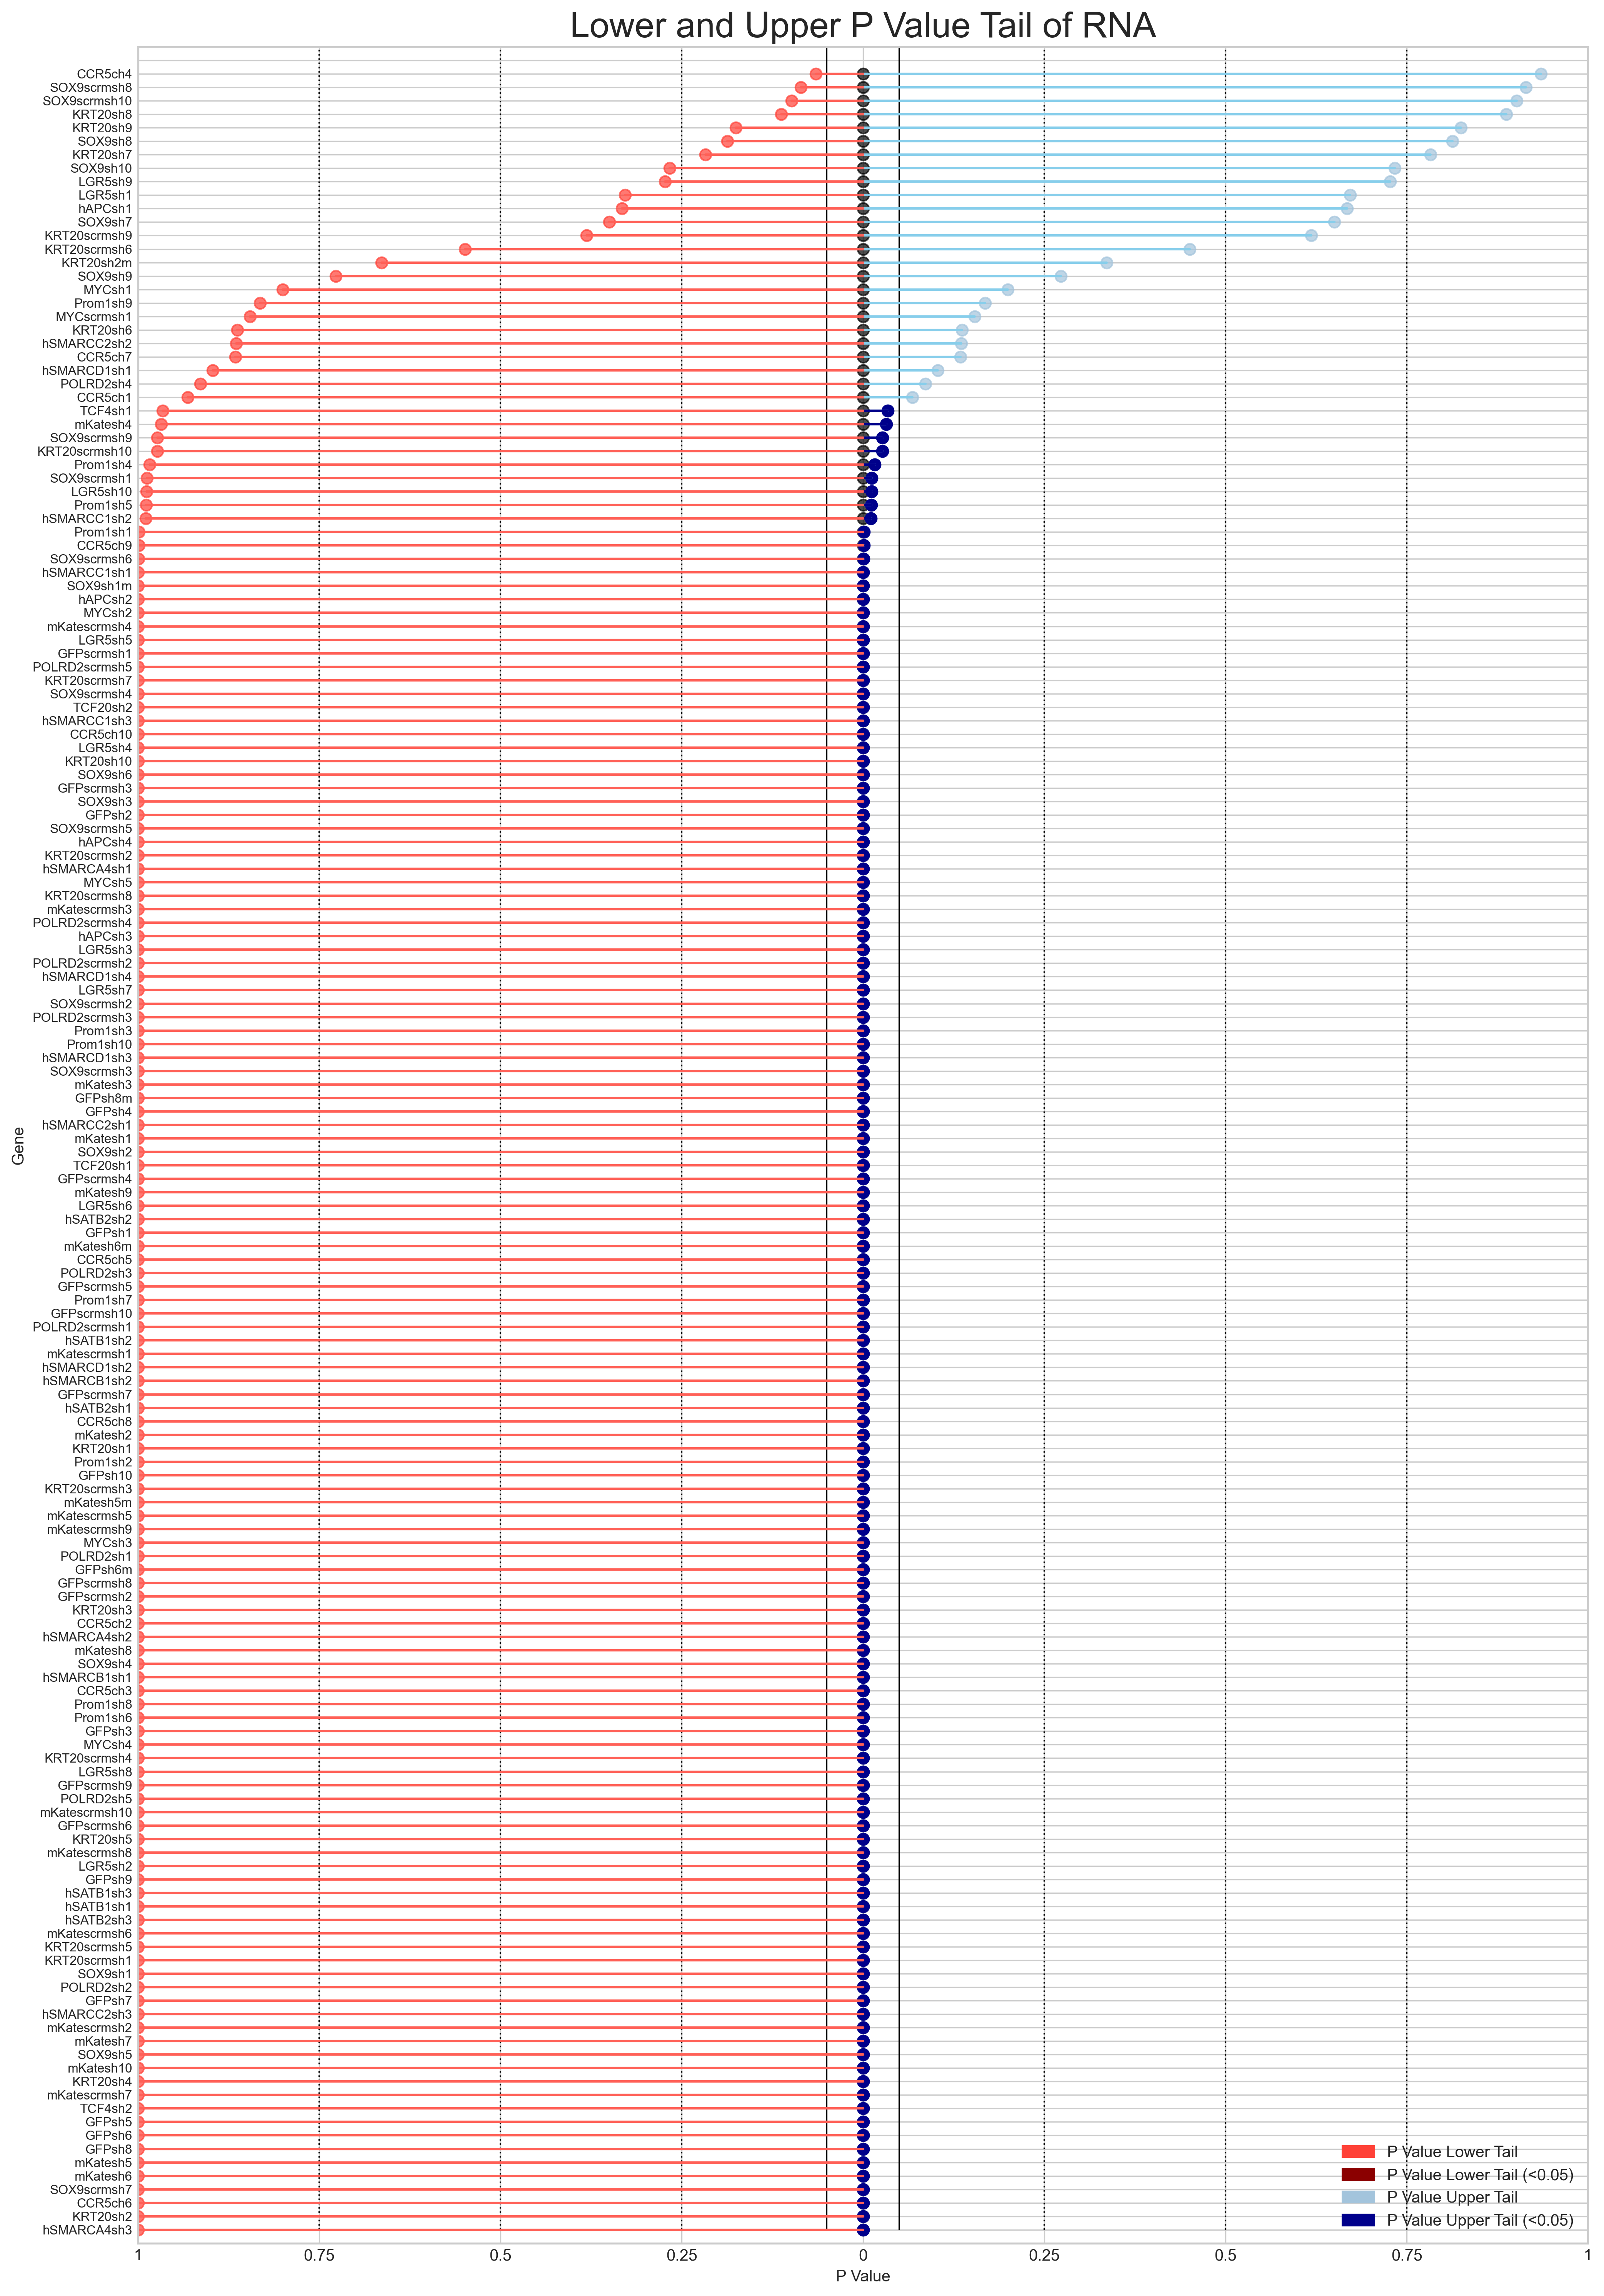 Lower and Upper P Value Tail of RNA
CCR5ch4
SOX9scrmsh8
SOX9scrmsh10
KRT20sh8
KRT20sh9
SOX9sh8
KRT20sh7
SOX9sh10
LGR5sh9
LGR5sh1
hAPCsh1
SOX9sh7
KRT20scrmsh9
KRT20scrmsh6
KRT20sh2m
SOX9sh9
MYCsh1
Prom1sh9
MYCscrmsh1
KRT20sh6
hSMARCC2sh2
CCR5ch7
hSMARCD1sh1
POLRD2sh4
CCR5ch1
TCF4sh1
mKatesh4
SOX9scrmsh9
KRT20scrmsh10
Prom1sh4
SOX9scrmsh1
LGR5sh10
Prom1sh5
hSMARCC1sh2
Prom1sh1
CCR5ch9
SOX9scrmsh6
hSMARCC1sh1
SOX9sh1m
hAPCsh2
MYCsh2
mKatescrmsh4
LGR5sh5
GFPscrmsh1
POLRD2scrmsh5
KRT20scrmsh7
SOX9scrmsh4
TCF20sh2
hSMARCC1sh3
CCR5ch10
LGR5sh4
KRT20sh10
SOX9sh6
GFPscrmsh3
SOX9sh3
GFPsh2
SOX9scrmsh5
hAPCsh4
KRT20scrmsh2
hSMARCA4sh1
MYCsh5
KRT20scrmsh8
mKatescrmsh3
POLRD2scrmsh4
hAPCsh3
LGR5sh3
POLRD2scrmsh2
hSMARCD1sh4
LGR5sh7
SOX9scrmsh2
POLRD2scrmsh3
Prom1sh3
Prom1sh10
hSMARCD1sh3
SOX9scrmsh3
mKatesh3
GFPsh8m
GFPsh4
hSMARCC2sh1
mKatesh1
SOX9sh2
TCF20sh1
GFPscrmsh4
mKatesh9
LGR5sh6
hSATB2sh2
GFPsh1
mKatesh6m
CCR5ch5
POLRD2sh3
GFPscrmsh5
Prom1sh7
GFPscrmsh10
POLRD2scrmsh1
hSATB1sh2
mKatescrmsh1
hSMARCD1sh2
hSMARCB1sh2
GFPscrmsh7
hSATB2sh1
CCR5ch8
mKatesh2
KRT20sh1
Prom1sh2
GFPsh10
KRT20scrmsh3
mKatesh5m
mKatescrmsh5
mKatescrmsh9
MYCsh3
POLRD2sh1
GFPsh6m
GFPscrmsh8
GFPscrmsh2
KRT20sh3
CCR5ch2
hSMARCA4sh2
mKatesh8
SOX9sh4
hSMARCB1sh1
CCR5ch3
Prom1sh8
Prom1sh6
GFPsh3
MYCsh4
KRT20scrmsh4
LGR5sh8
GFPscrmsh9
POLRD2sh5
mKatescrmsh10
GFPscrmsh6
KRT20sh5
mKatescrmsh8
LGR5sh2
GFPsh9
hSATB1sh3
hSATB1sh1
hSATB2sh3
mKatescrmsh6
KRT20scrmsh5
KRT20scrmsh1
SOX9sh1
POLRD2sh2
GFPsh7
hSMARCC2sh3
mKatescrmsh2
mKatesh7
SOX9sh5
mKatesh10
KRT20sh4
mKatescrmsh7
TCF4sh2
GFPsh5
GFPsh6
GFPsh8
mKatesh5
mKatesh6
SOX9scrmsh7
CCR5ch6
KRT20sh2
hSMARCA4sh3
Gene
P Value Lower Tail
P Value Lower Tail (<0.05)
P Value Upper Tail
P Value Upper Tail (<0.05)
1 0.75 0.5 0.25 0 0.25 0.5 0.75 1
P Value